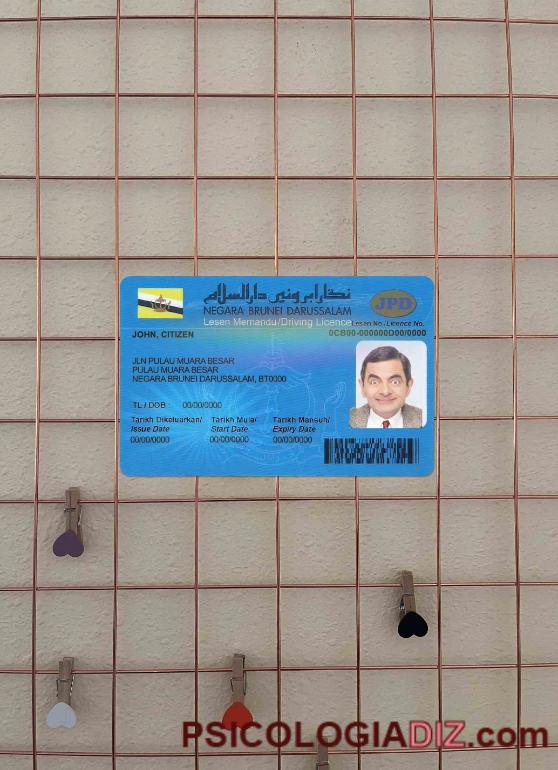 نڬارا بروني دارالسلام
NEGARA BRUNEI DARUSSALAM
Lesen Memandu/Driving Licence
JPD
Lesen No./Licence No.
0CB00-000000D00/0000
JOHN, CITIZEN
JLN PULAU MUARA BESAR
PULAU MUARA BESAR
NEGARA BRUNEI DARUSSALAM, BT0000
TL / DOB 00/00/0000
Tarikh Dikeluarkan/ Tarikh Mula/ Tarikh Mansuh/
Issue Date Start Date Expiry Date
00/00/0000 00/00/0000 00/00/0000
PSICOLOGIADIZ.com